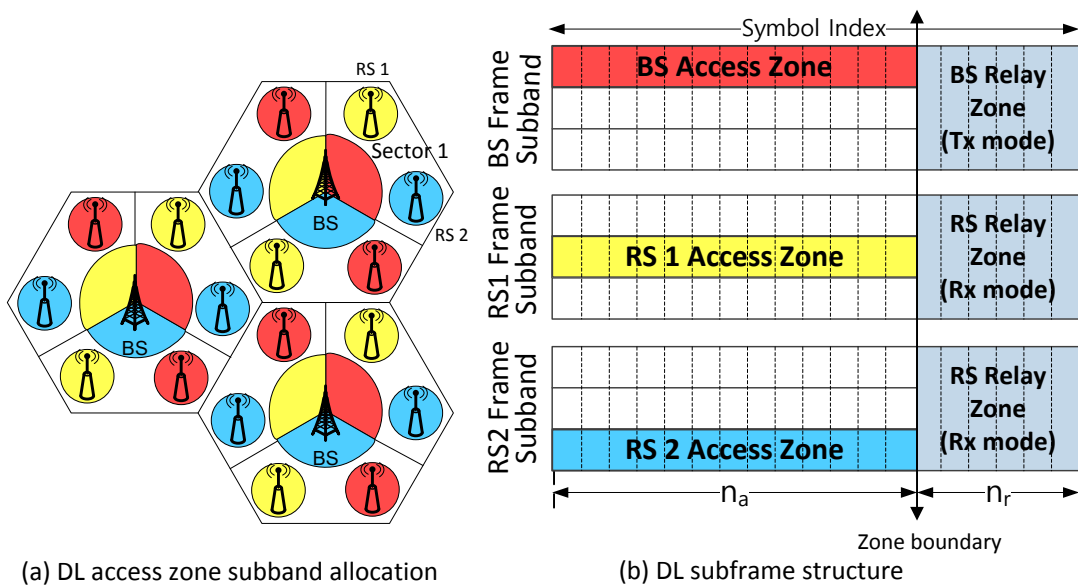 RS 1
Sector 1
BS
RS 2
BS
BS
(a) DL access zone subband allocation
Symbol Index
BS Frame
Subband
BS Access Zone
BS Relay
Zone
(Tx mode)
RS1 Frame
Subband
RS 1 Access Zone
RS Relay
Zone
(Rx mode)
RS2 Frame
Subband
RS 2 Access Zone
RS Relay
Zone
(Rx mode)
na
nr
Zone boundary
(b) DL subframe structure